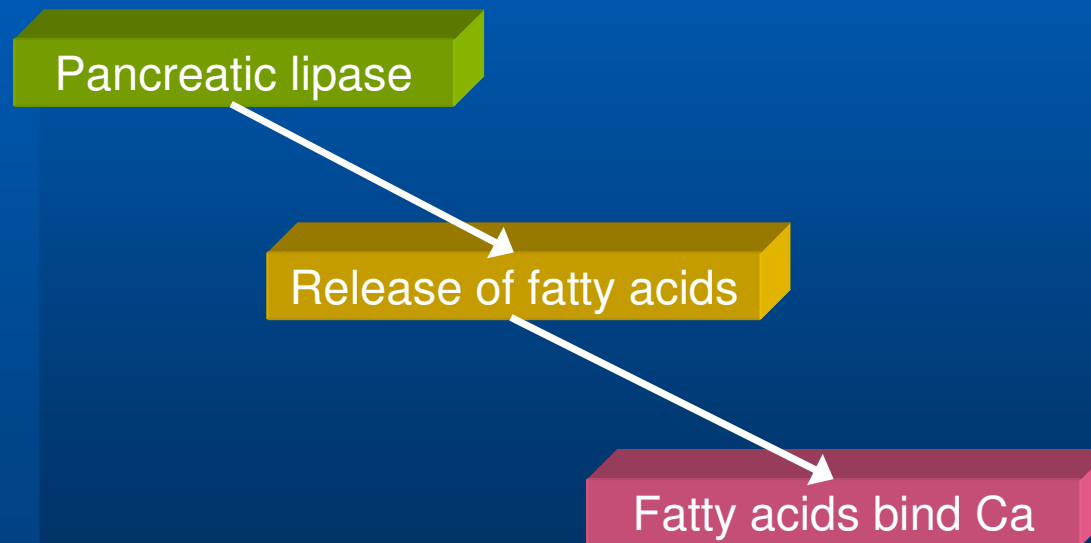 Pancreatic lipase
Release of fatty acids
Fatty acids bind Ca